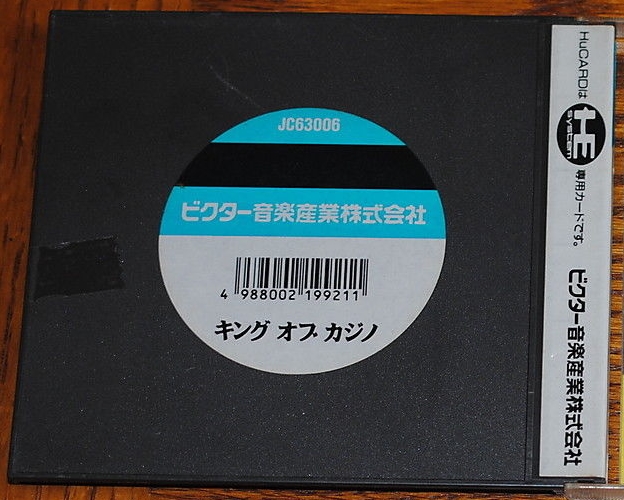 JC63006
ビクター音楽産業株式会社
4 988002 199211
キング オブ カジノ
HuCARDは
HE
system
専用カードです。
ビクター音楽産業株式会社